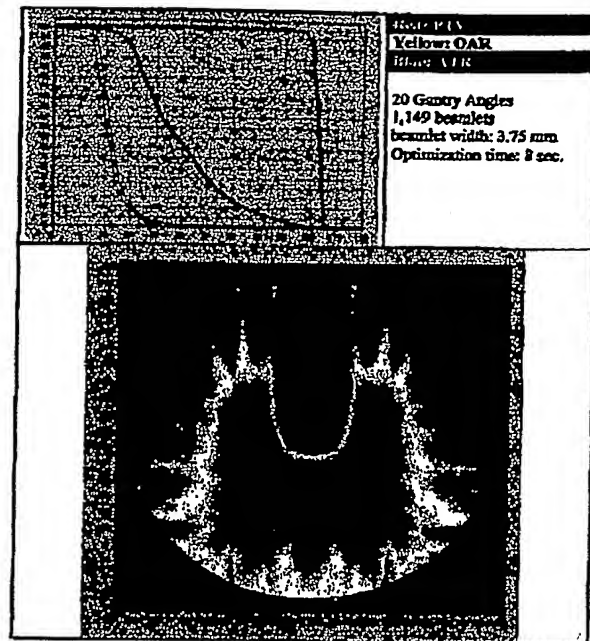 Yellow: OAR
20 Gantry Angles
1,149 beamlets
beamlet width: 3.75 mm
Optimization time: 8 sec.